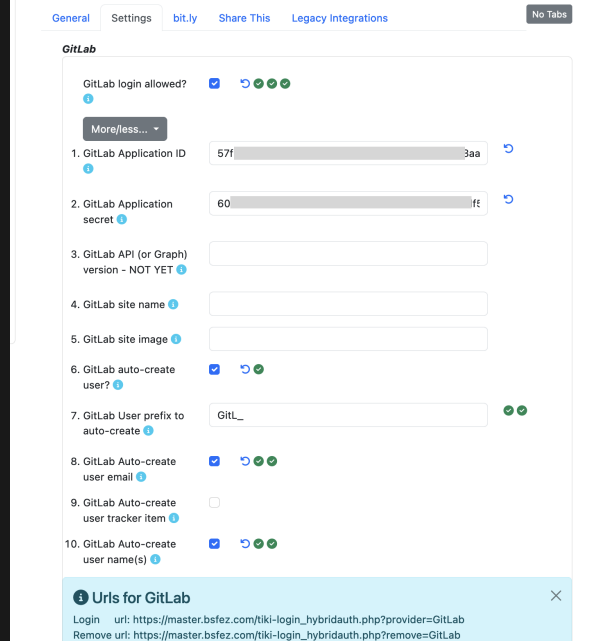 General Settings bit.ly Share This Legacy Integrations No Tabs
GitLab
GitLab login allowed?
More/less...
1. GitLab Application ID 57f 3aa
2. GitLab Application
secret 60 f5
3. GitLab API (or Graph)
version - NOT YET
4. GitLab site name
5. GitLab site image
6. GitLab auto-create
user?
7. GitLab User prefix to
auto-create GitL_
8. GitLab Auto-create
user email
9. GitLab Auto-create
user tracker item
10. GitLab Auto-create
user name(s)
Urls for GitLab
Login url: https://master.bsfez.com/tiki-login_hybridauth.php?provider=GitLab
Remove url: https://master.bsfez.com/tiki-login_hybridauth.php?remove=GitLab